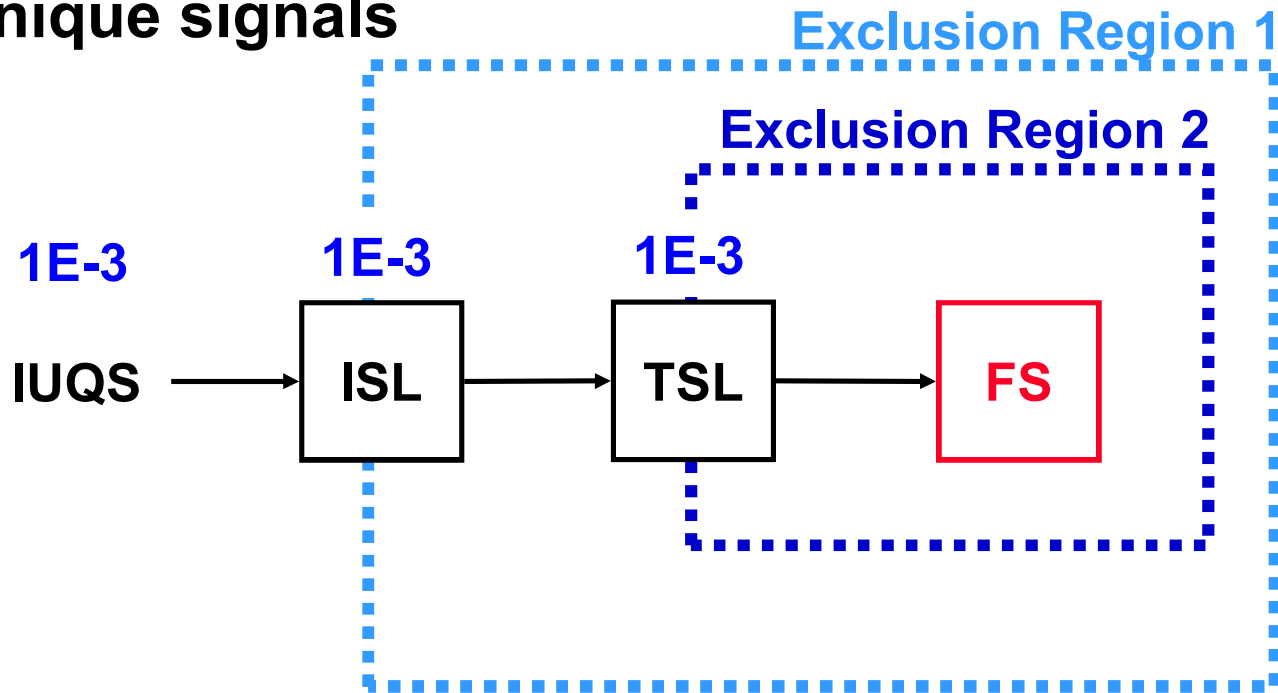 nique signals
Exclusion Region 1
Exclusion Region 2
1E-3 1E-3 1E-3
IUQS ISL TSL FS